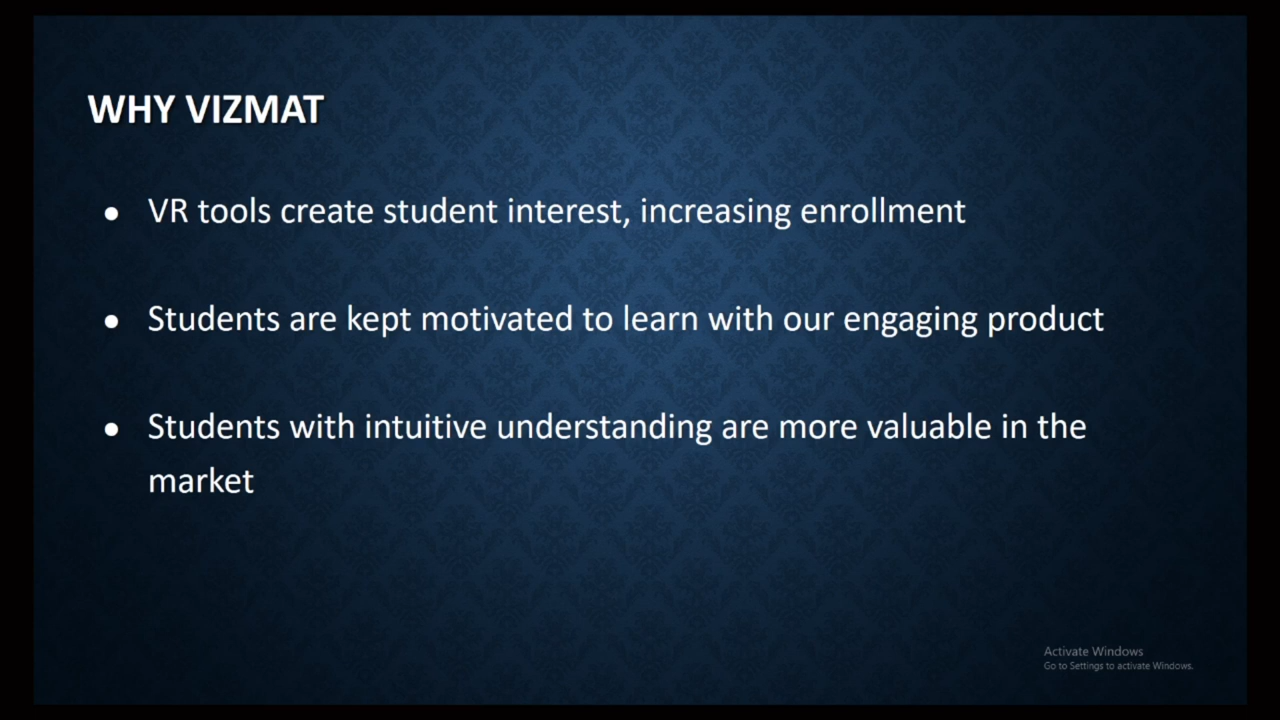 WHY VIZMAT
● VR tools create student interest, increasing enrollment
● Students are kept motivated to learn with our engaging product
● Students with intuitive understanding are more valuable in the
market
Activate Windows
Go to Settings to activate Windows.